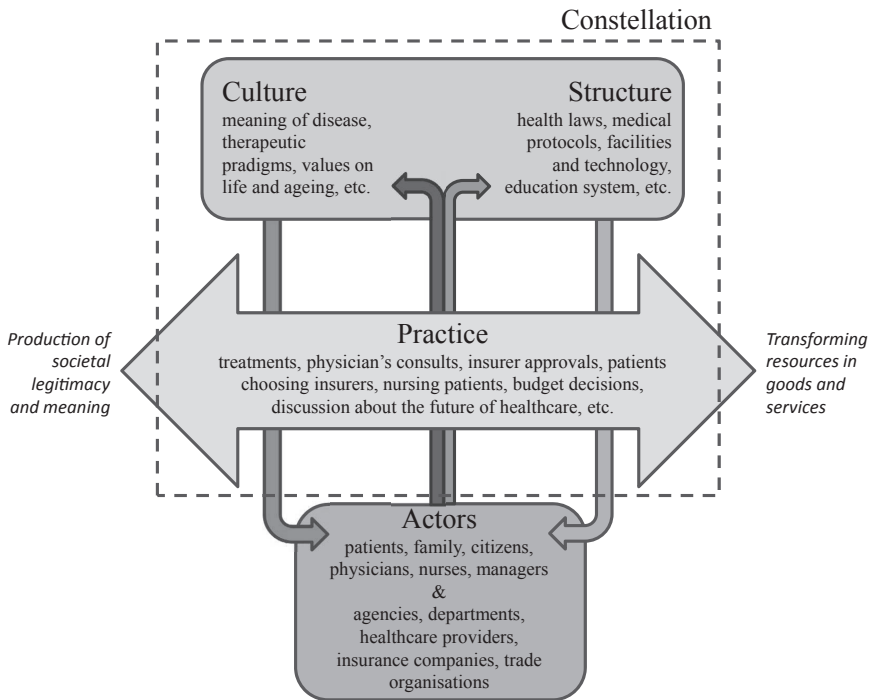 Constellation
Culture
meaning of disease,
therapeutic
pradigms, values on
life and ageing, etc.
Structure
health laws, medical
protocols, facilities
and technology,
education system, etc.
Production of
societal
legitimacy
and meaning
Practice
treatments, physician’s consults, insurer approvals, patients
choosing insurers, nursing patients, budget decisions,
discussion about the future of healthcare, etc.
Transforming
resources in
goods and
services
Actors
patients, family, citizens,
physicians, nurses, managers
&
agencies, departments,
healthcare providers,
insurance companies, trade
organisations